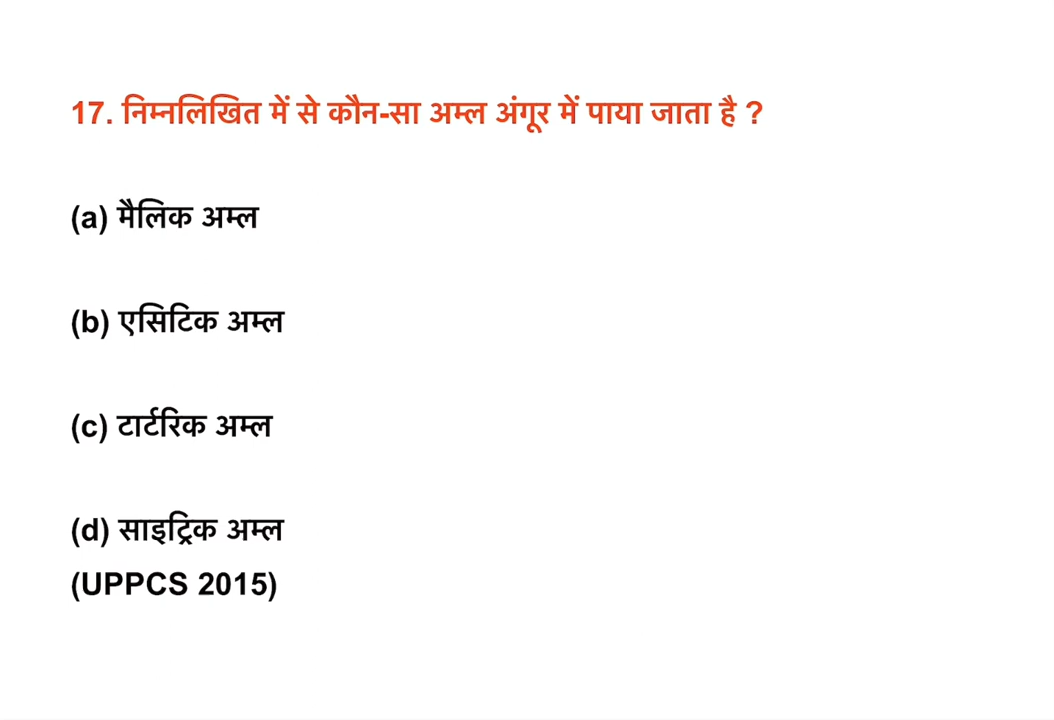 17. निम्नलिखित में से कौन-सा अम्ल अंगूर में पाया जाता है ?
(a) मैलिक अम्ल
(b) एसिटिक अम्ल
(c) टार्टरिक अम्ल
(d) साइट्रिक अम्ल
(UPPCS 2015)